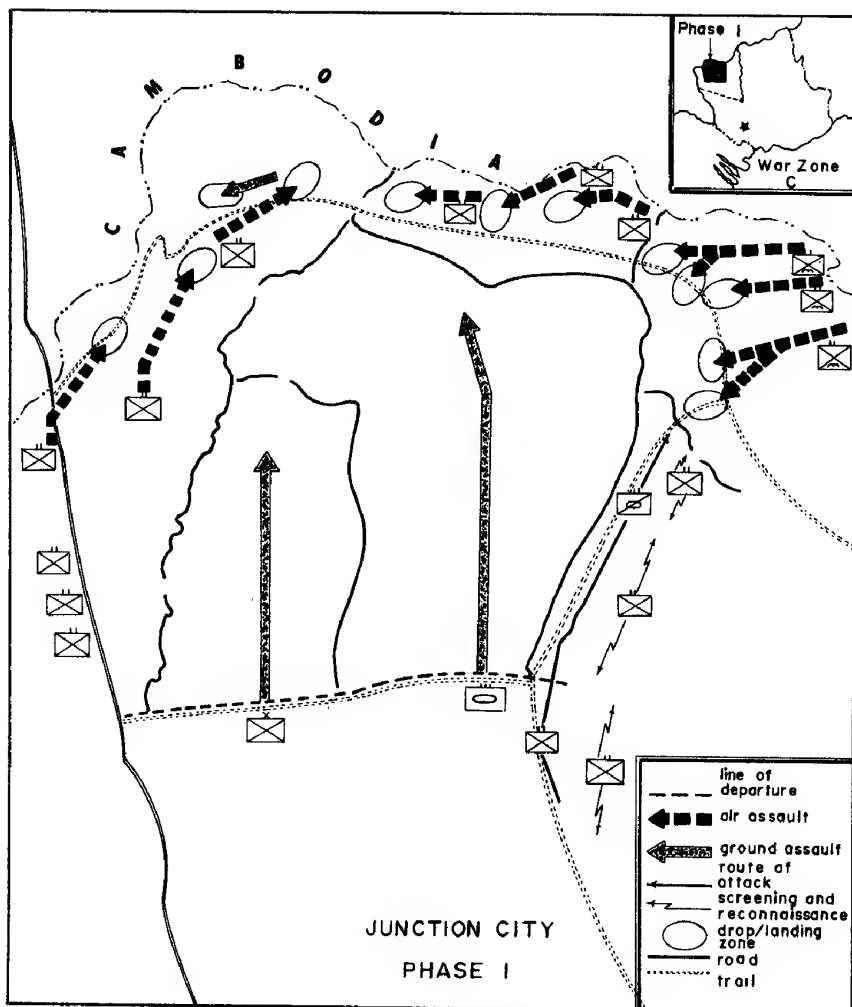 CAMBODIA
Phase I
War Zone
C
line of
departure
air assault
ground assault
route of
attack
screening and
reconnaissance
drop/landing
zone
road
trail
JUNCTION CITY
PHASE I